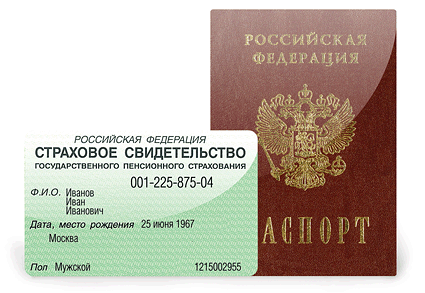 РОССИЙСКАЯ
ФЕДЕРАЦИЯ
АСПОРТ
РОССИЙСКАЯ ФЕДЕРАЦИЯ
СТРАХОВОЕ СВИДЕТЕЛЬСТВО
ГОСУДАРСТВЕННОГО ПЕНСИОННОГО СТРАХОВАНИЯ
001-225-875-04
Ф.И.О. Иванов
Иван
Иванович
Дата, место рождения 25 июня 1967
Москва
Пол Мужской 1215002955